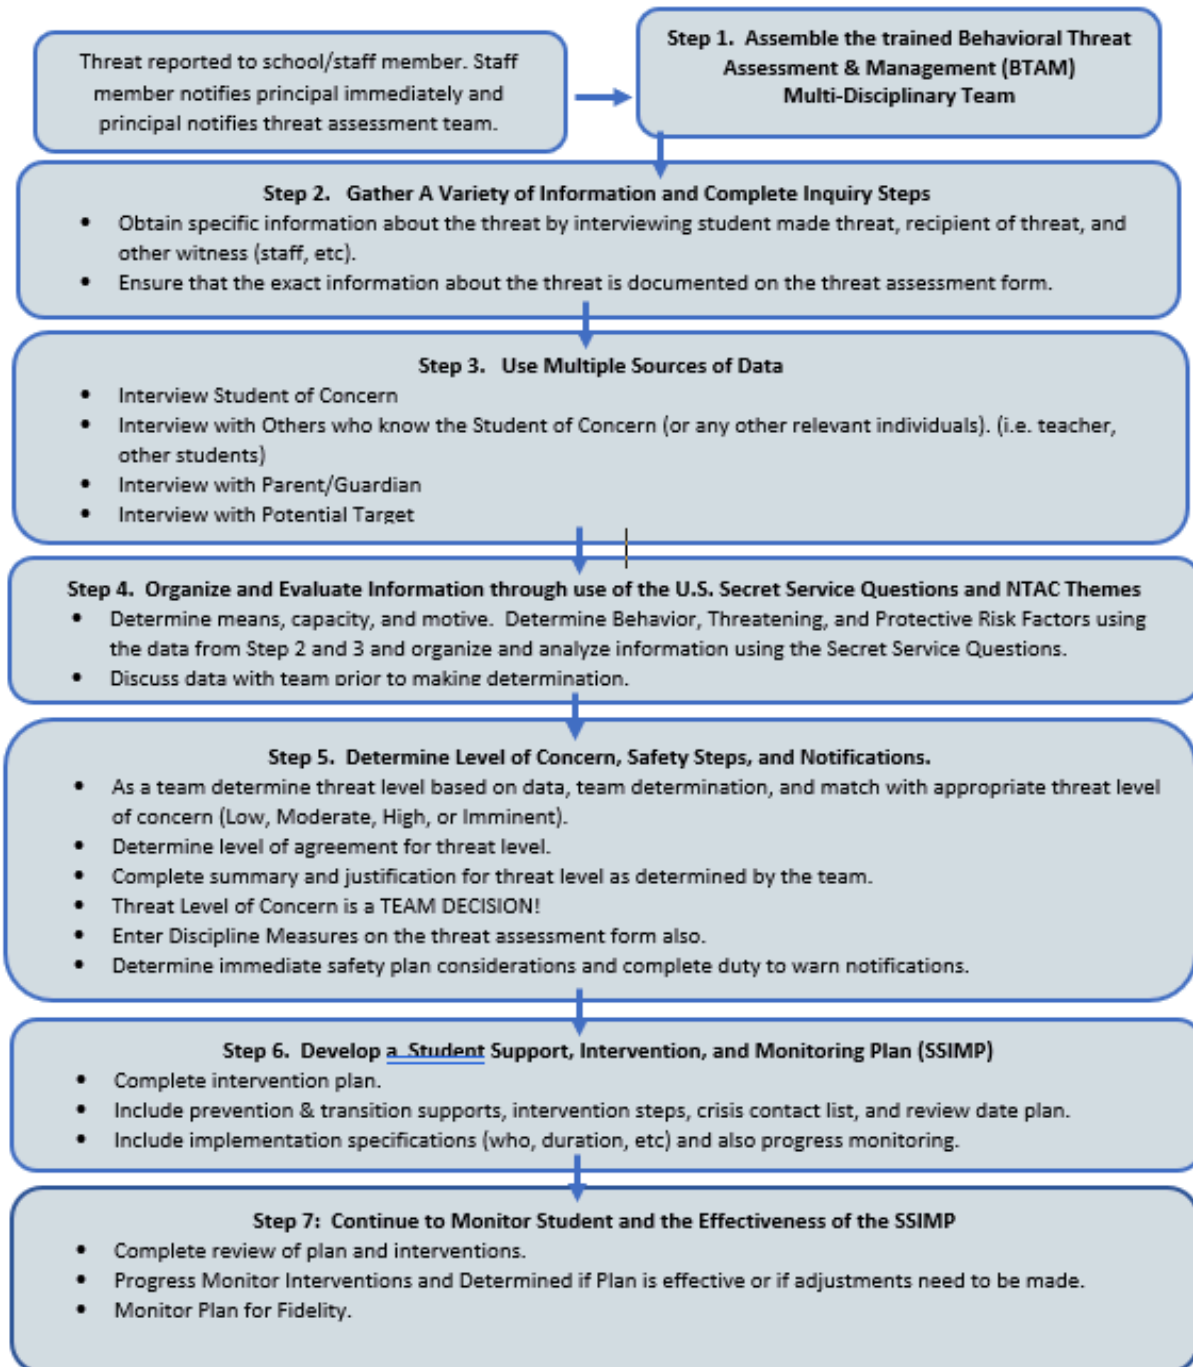 Threat reported to school/staff member. Staff
member notifies principal immediately and
principal notifies threat assessment team.
Step 1. Assemble the trained Behavioral Threat
Assessment & Management (BTAM)
Multi-Disciplinary Team
Step 2. Gather A Variety of Information and Complete Inquiry Steps
• Obtain specific information about the threat by interviewing student made threat, recipient of threat, and
other witness (staff, etc).
• Ensure that the exact information about the threat is documented on the threat assessment form.
Step 3. Use Multiple Sources of Data
• Interview Student of Concern
• Interview with Others who know the Student of Concern (or any other relevant individuals). (i.e. teacher,
other students)
• Interview with Parent/Guardian
• Interview with Potential Target
Step 4. Organize and Evaluate Information through use of the U.S. Secret Service Questions and NTAC Themes
• Determine means, capacity, and motive. Determine Behavior, Threatening, and Protective Risk Factors using
the data from Step 2 and 3 and organize and analyze information using the Secret Service Questions.
• Discuss data with team prior to making determination.
Step 5. Determine Level of Concern, Safety Steps, and Notifications.
• As a team determine threat level based on data, team determination, and match with appropriate threat level
of concern (Low, Moderate, High, or Imminent).
• Determine level of agreement for threat level.
• Complete summary and justification for threat level as determined by the team.
• Threat Level of Concern is a TEAM DECISION!
• Enter Discipline Measures on the threat assessment form also.
• Determine immediate safety plan considerations and complete duty to warn notifications.
Step 6. Develop a Student Support, Intervention, and Monitoring Plan (SSIMP)
• Complete intervention plan.
• Include prevention & transition supports, intervention steps, crisis contact list, and review date plan.
• Include implementation specifications (who, duration, etc) and also progress monitoring.
Step 7: Continue to Monitor Student and the Effectiveness of the SSIMP
• Complete review of plan and interventions.
• Progress Monitor Interventions and Determined if Plan is effective or if adjustments need to be made.
• Monitor Plan for Fidelity.